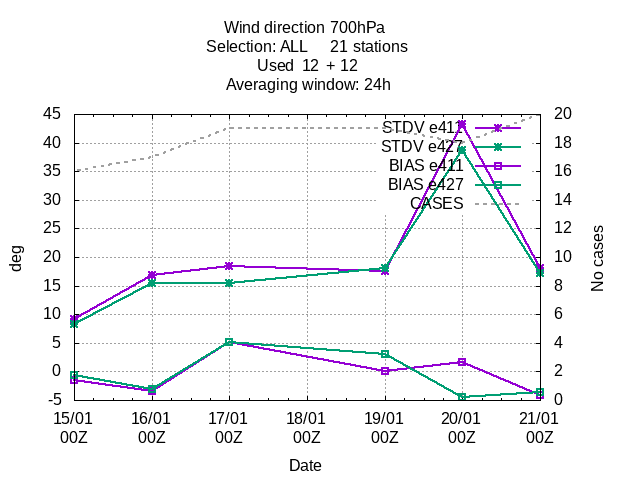 Wind direction 700hPa
Selection: ALL 21 stations
Used 12 + 12
Averaging window: 24h
45
40
35
30
25
20
15
10
5
0
-5
deg
20
18
16
14
12
10
8
6
4
2
0
No cases
STDV e411
STDV e427
BIAS e411
BIAS e427
CASES
15/01 16/01 17/01 18/01 19/01 20/01 21/01
00Z 00Z 00Z 00Z 00Z 00Z 00Z
Date